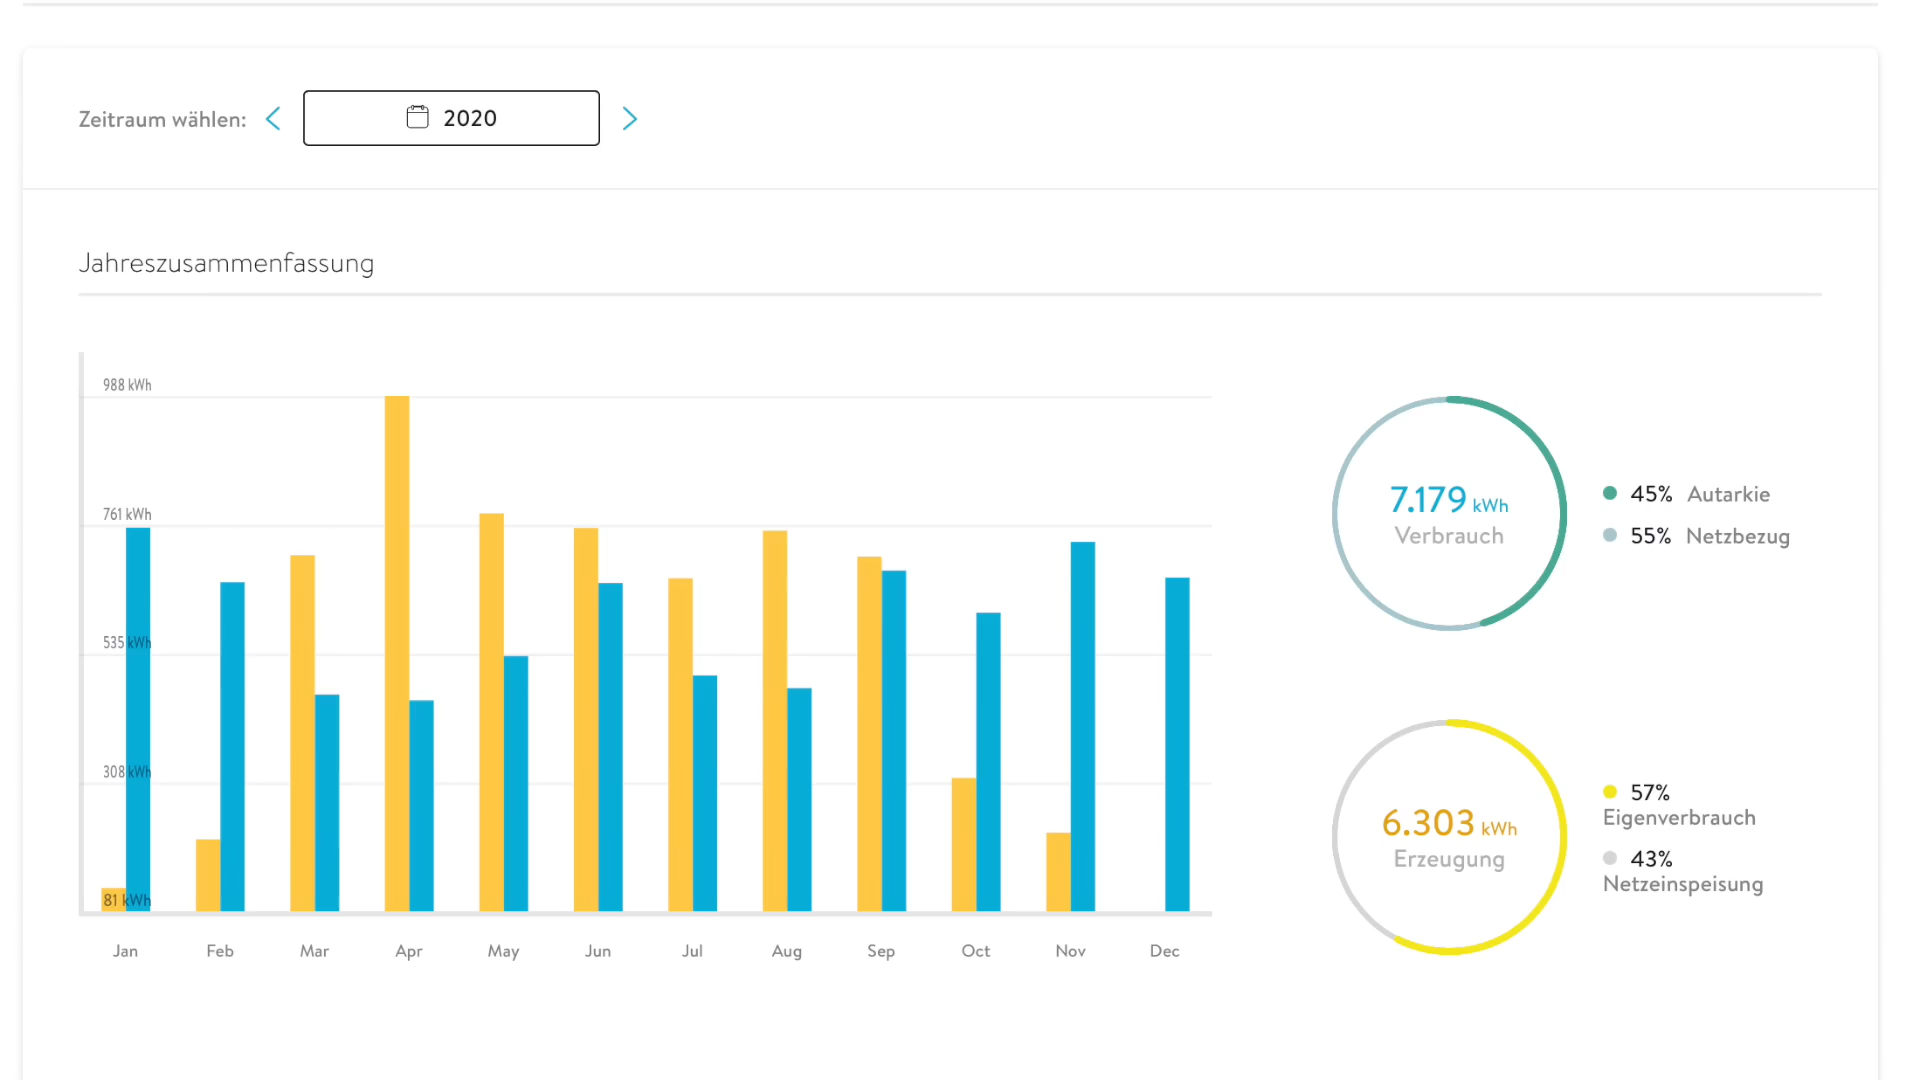 Zeitraum wählen:
2020
Jahreszusammenfassung
988 kWh
761 kWh
535 kWh
308 kWh
81 kWh
Jan Feb Mar Apr May Jun Jul Aug Sep Oct Nov Dec
7.179 kWh
Verbrauch
45% Autarkie
55% Netzbezug
6.303 kWh
Erzeugung
57%
Eigenverbrauch
43%
Netzeinspeisung